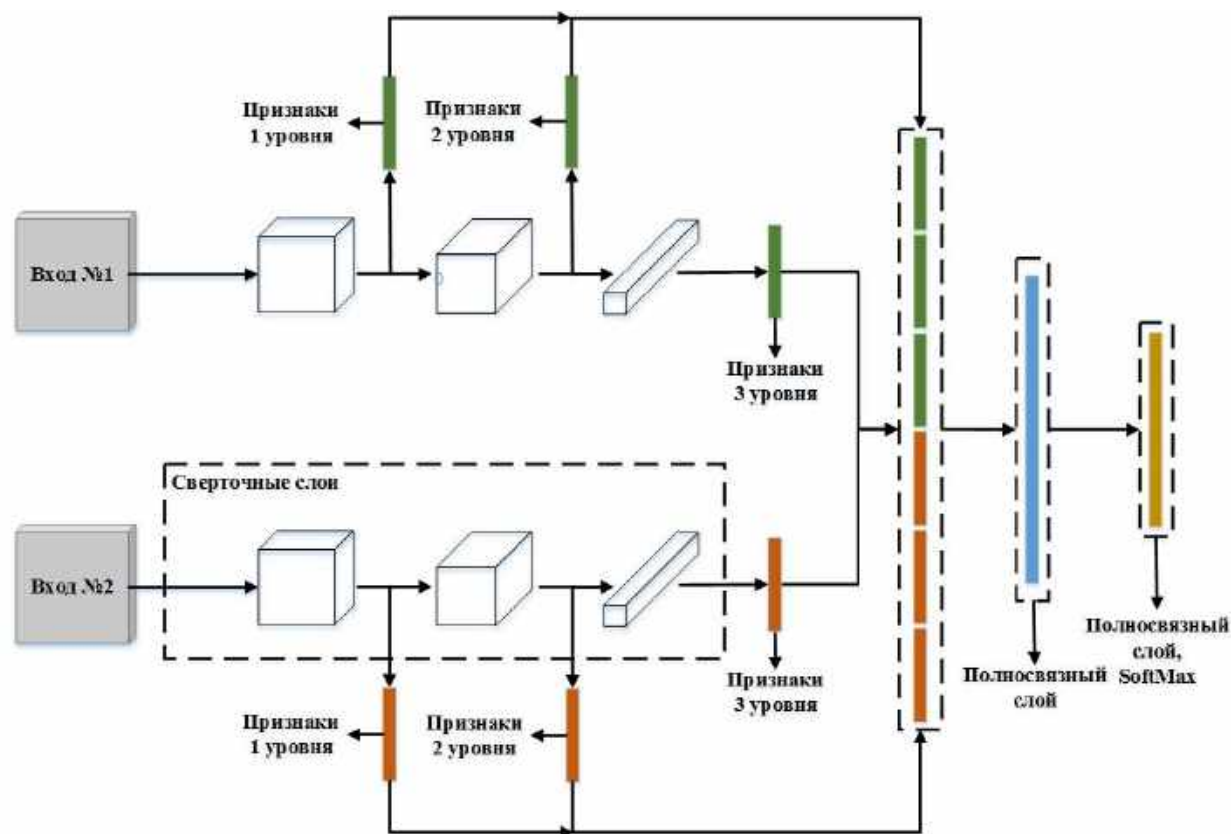 Признаки
1 уровня
Признаки
2 уровня
Вход №1
Признаки
3 уровня
Сверточные слои
Вход №2
Признаки
3 уровня
Признаки
1 уровня
Признаки
2 уровня
Полносвязный
слой
Полносвязный
слой,
SoftMax